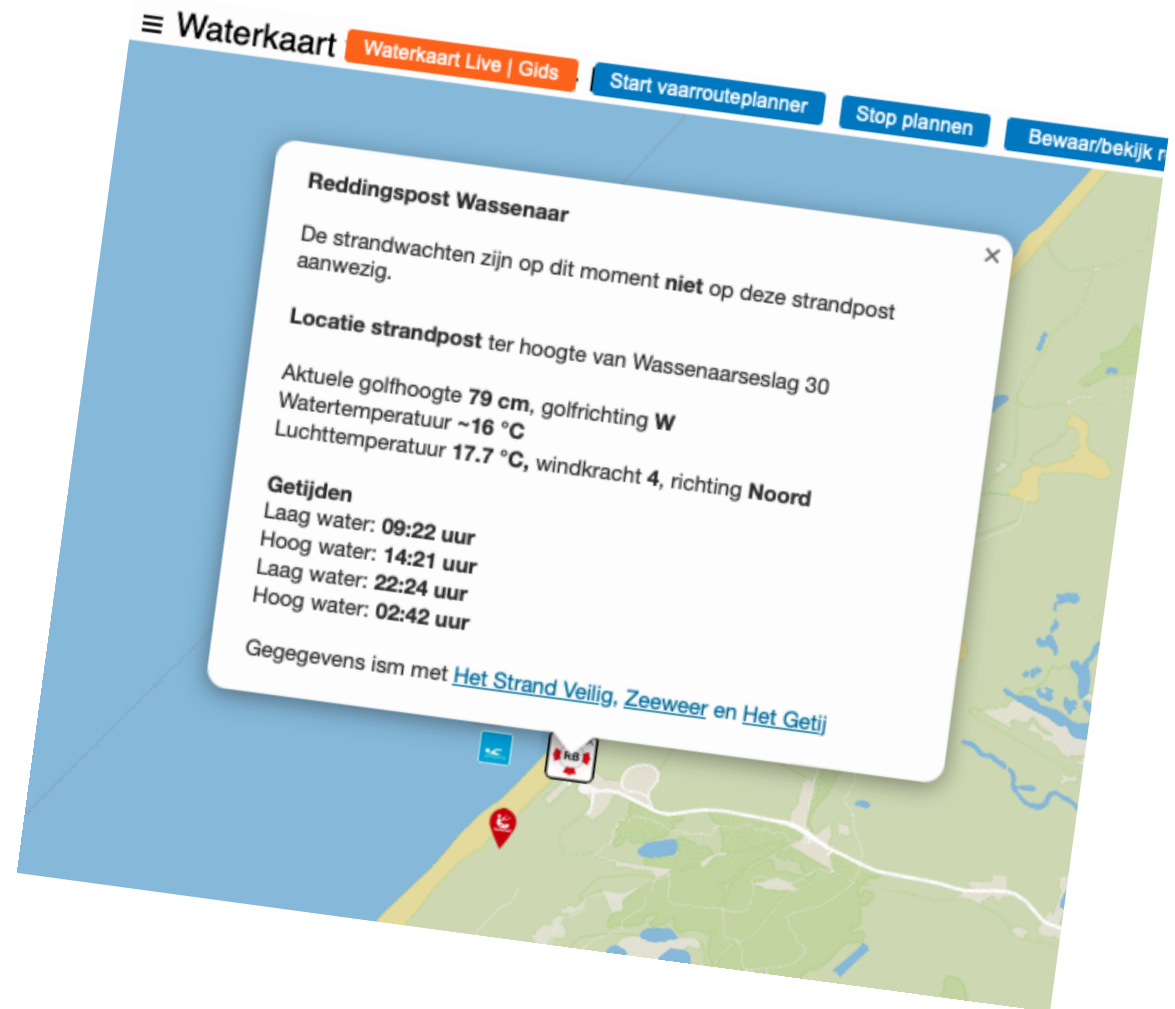 Waterkaart
Waterkaart Live | Gids
Start vaarrouteplanner
Stop plannen
Bewaar/bekijk
Reddingspost Wassenaar
De strandwachten zijn op dit moment niet op deze strandpost
aanwezig.
Locatie strandpost ter hoogte van Wassenaarseslag 30
Aktuele golfhoogte 79 cm, golfrichting W
Watertemperatuur ~16 °C
Luchttemperatuur 17.7 °C, windkracht 4, richting Noord
Getijden
Laag water: 09:22 uur
Hoog water: 14:21 uur
Laag water: 22:24 uur
Hoog water: 02:42 uur
Gegegevens ism met Het Strand Veilig, Zeeweer en Het Getij
RB